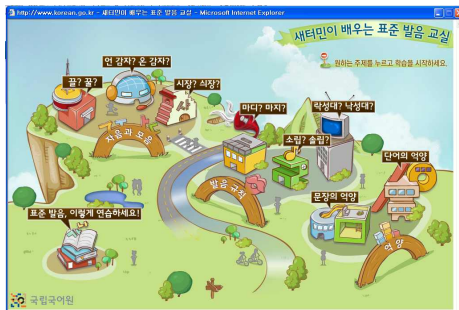 http://www.korean.go.kr - 새터민이 배우는 표준 발음 교실 - Microsoft Internet Explorer
새터민이 배우는 표준 발음 교실
원하는 주제를 누르고 학습을 시작하세요.
언 감자? 온 감자?
끌? 꿀?
시장? 싀장?
자음과 모음
마디? 마지?
락성대? 낙성대?
소립? 솔립?
발음 규칙
단어의 억양
문장의 억양
억양
표준 발음, 이렇게 연습하세요!
국립국어원